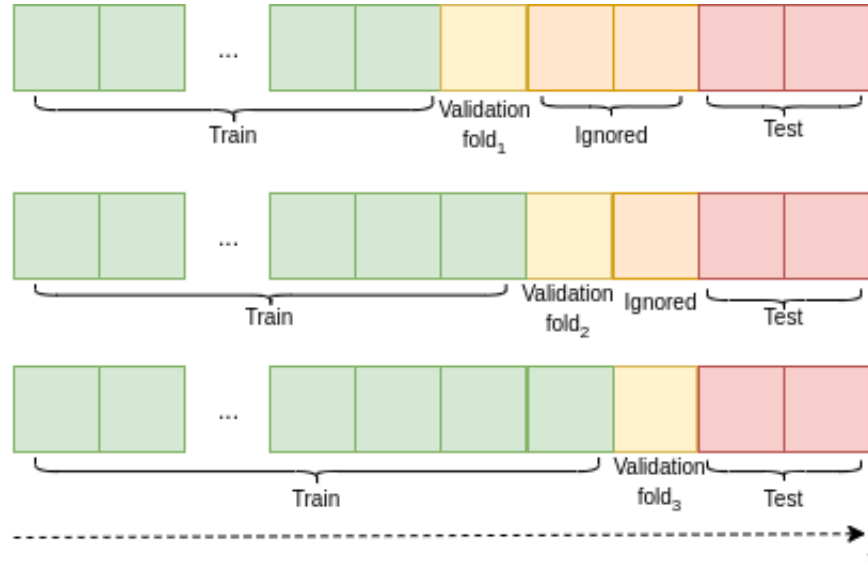 ...
Train
Validation
fold₁
Ignored
Test
...
Train
Validation
fold₂
Ignored
Test
...
Train
Validation
fold₃
Test